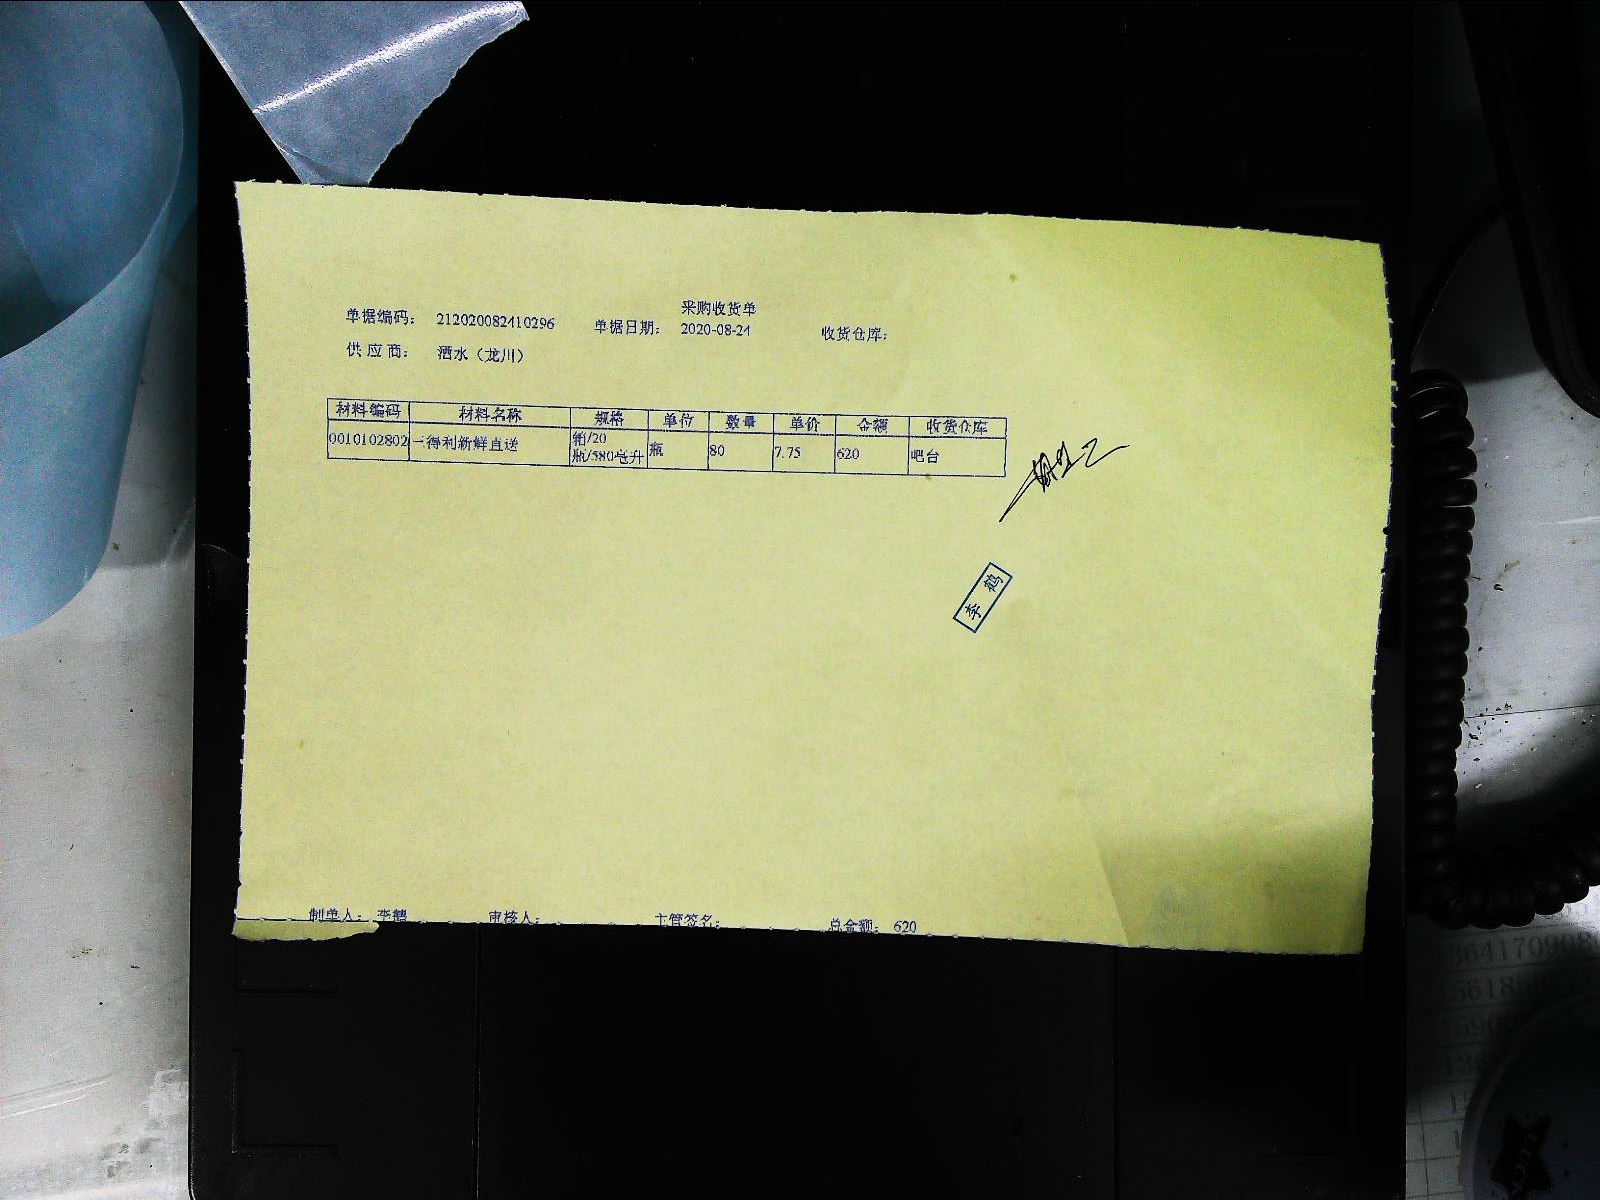 采购收货单
单据编码： 212020082410296 单据日期： 2020-08-24 收货仓库：
供 应 商： 酒水（龙川）
材料编码 材料名称 规格 单位 数量 单价 金额 收货仓库
0010102802 三得利新鲜直送 箱/20瓶/580毫升 瓶 80 7.75 620 吧台
李 鹤
制单人： 李鹤 审核人： 主管签名： 总金额： 620